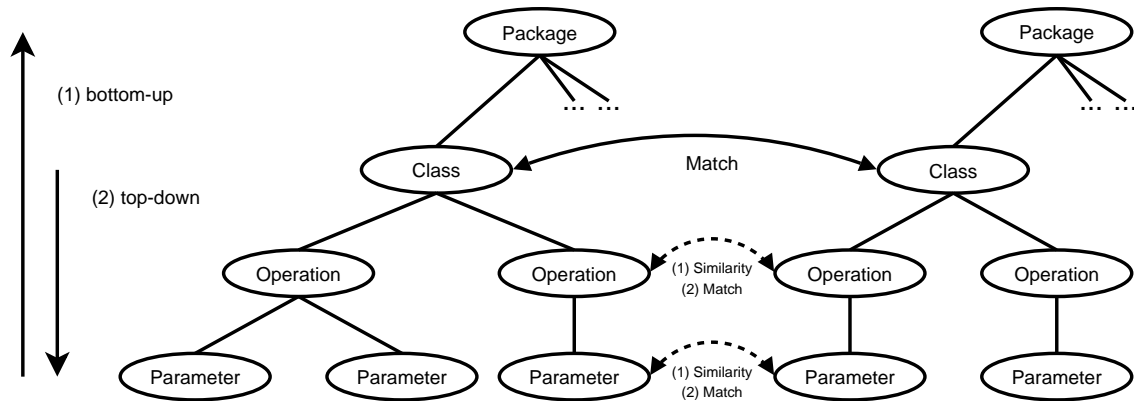 Package Package
(1) bottom-up
... ... ... ...
Class Match Class
(2) top-down
Operation Operation (1) Similarity Operation Operation
(2) Match
Parameter Parameter Parameter (1) Similarity Parameter Parameter
(2) Match